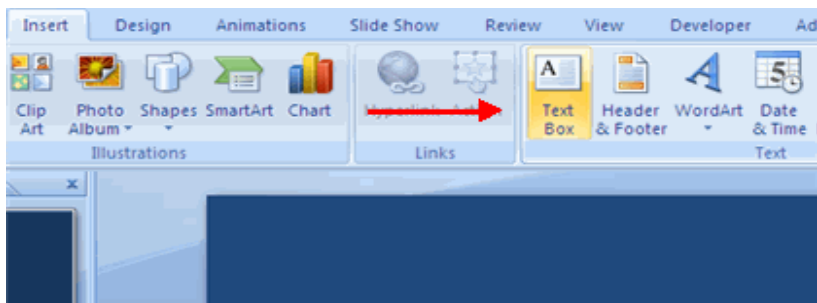 Insert Design Animations Slide Show Review View Developer Ad
Clip Photo Shapes SmartArt Chart Text Header WordArt Date
Art Album Box & Footer & Time
Illustrations Links Text